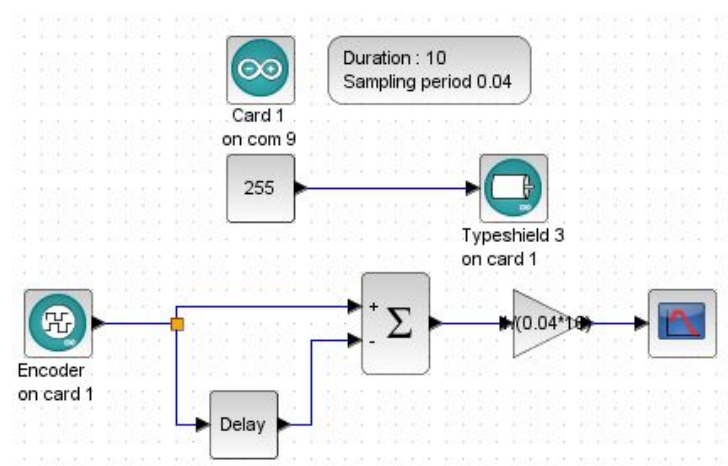 Duration : 10
Sampling period 0.04
Card 1
on com 9
255
Typeshield 3
on card 1
+
Σ
-
Encoder
on card 1
Delay